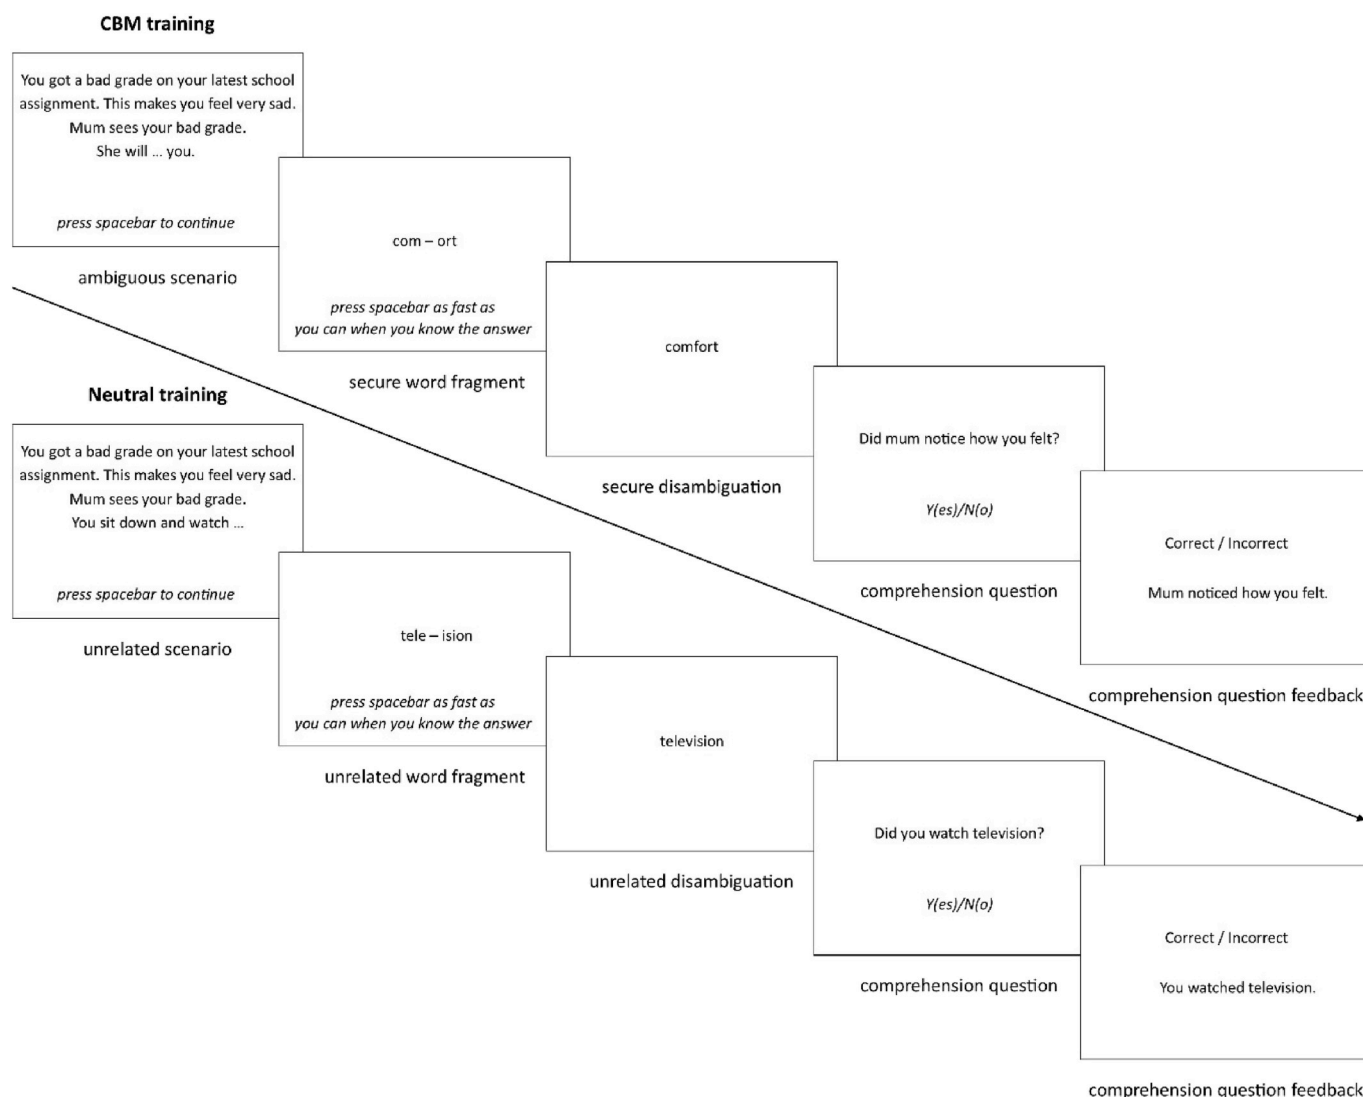 CBM training
You got a bad grade on your latest school
assignment. This makes you feel very sad.
Mum sees your bad grade.
She will ... you.
press spacebar to continue
ambiguous scenario
com – ort
press spacebar as fast as
you can when you know the answer
secure word fragment
comfort
secure disambiguation
Did mum notice how you felt?
Y(es)/N(o)
comprehension question
Correct / Incorrect
Mum noticed how you felt.
comprehension question feedback
Neutral training
You got a bad grade on your latest school
assignment. This makes you feel very sad.
Mum sees your bad grade.
You sit down and watch ...
press spacebar to continue
unrelated scenario
tele – ision
press spacebar as fast as
you can when you know the answer
unrelated word fragment
television
unrelated disambiguation
Did you watch television?
Y(es)/N(o)
comprehension question
Correct / Incorrect
You watched television.
comprehension question feedback